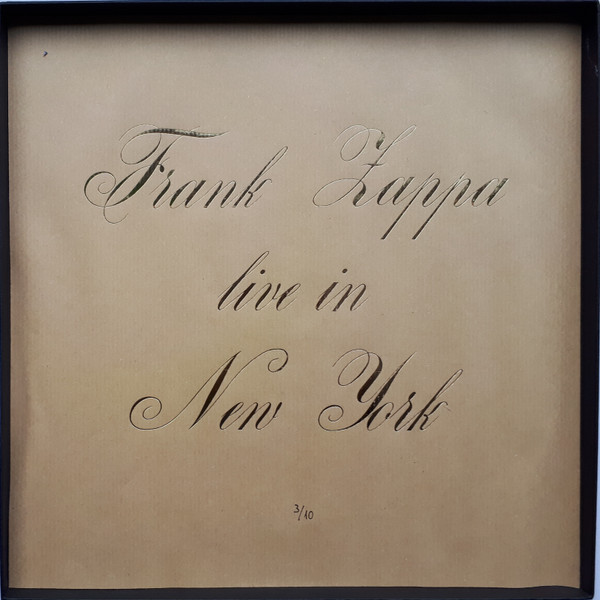 Frank Zappa
live in
New York
3/10